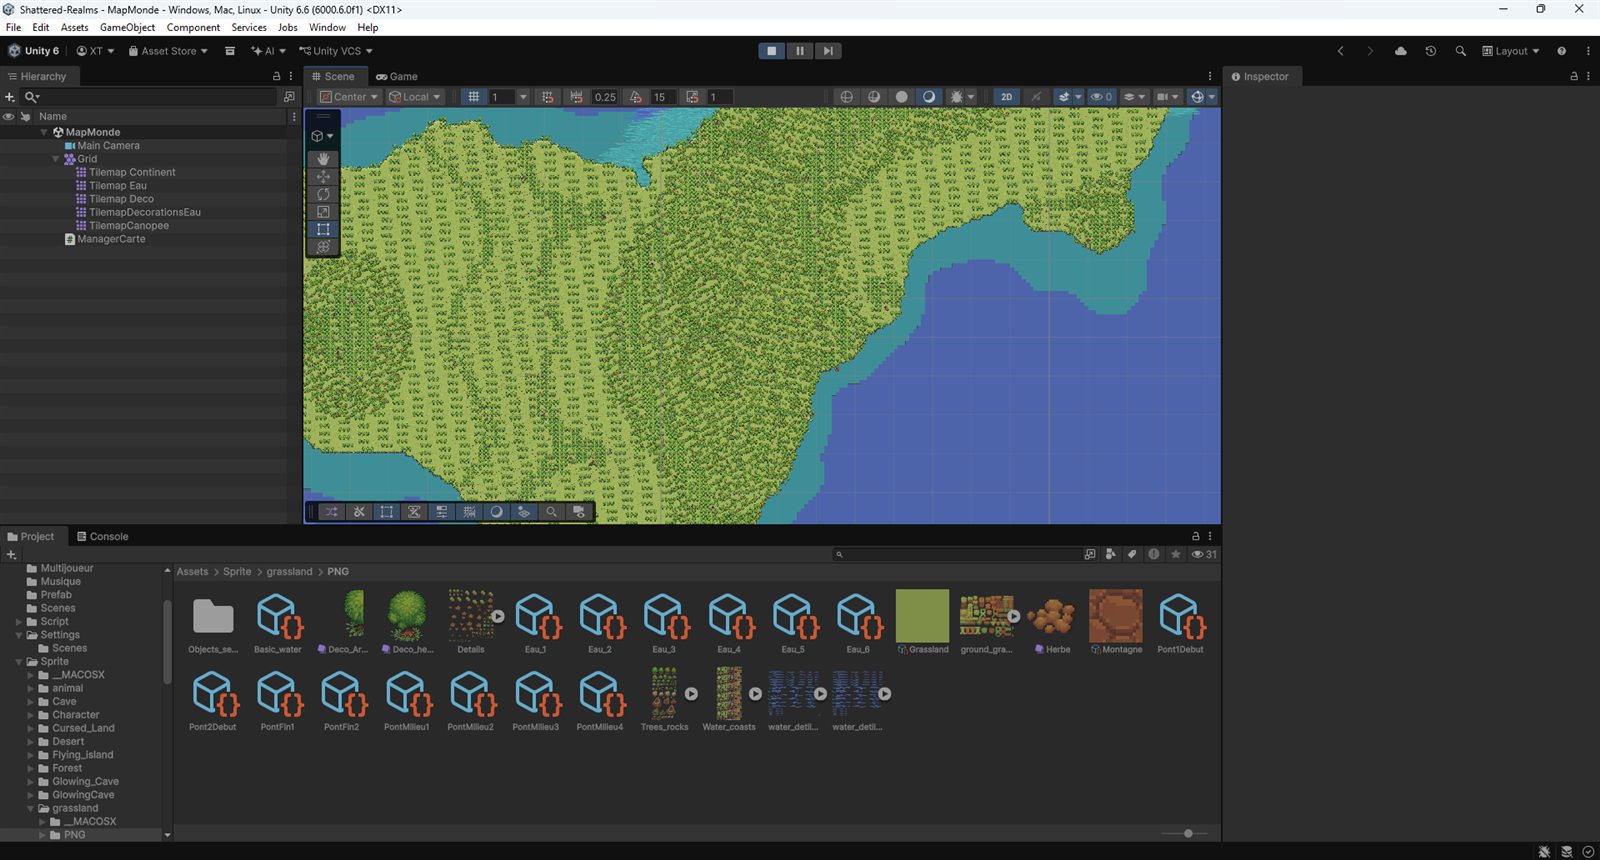 Shattered-Realms - MapMonde - Windows, Mac, Linux - Unity 6.6 (6000.6.0f1) <DX11>
File Edit Assets GameObject Component Services Jobs Window Help
Unity 6 XT Asset Store AI Unity VCS Layout
Hierarchy Scene Game Inspector
Center Local 1 0.25 15 1 2D 0
Name
MapMonde
Main Camera
Grid
Tilemap Continent
Tilemap Eau
Tilemap Deco
TilemapDecorationsEau
TilemapCanopee
ManagerCarte
Project Console
31
Multijoueur
Musique
Prefab
Scenes
Script
Settings
Scenes
Sprite
__MACOSX
animal
Cave
Character
Cursed_Land
Desert
Flying_island
Forest
Glowing_Cave
GlowingCave
grassland
__MACOSX
PNG
Assets > Sprite > grassland > PNG
Objects_se... Basic_water Deco_Ar... Deco_he... Details Eau_1 Eau_2 Eau_3 Eau_4 Eau_5 Eau_6 Grassland ground_gra... Herbe Montagne Pont1Debut
Pont2Debut PontFin1 PontFin2 PontMilieu1 PontMilieu2 PontMilieu3 PontMilieu4 Trees_rocks Water_coasts water_detil... water_detil...